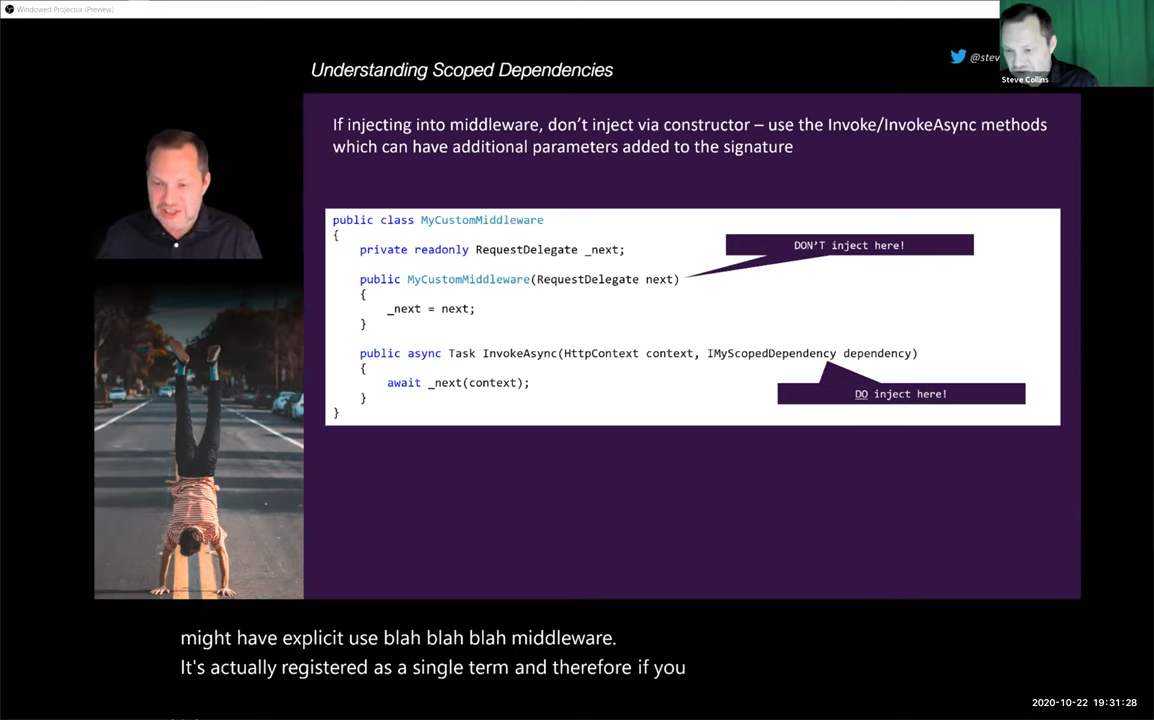 Windowed Projector (Preview)
Understanding Scoped Dependencies
@stev
Steve Collins
If injecting into middleware, don’t inject via constructor – use the Invoke/InvokeAsync methods
which can have additional parameters added to the signature
public class MyCustomMiddleware
{
private readonly RequestDelegate _next;
DON’T inject here!
public MyCustomMiddleware(RequestDelegate next)
{
_next = next;
}
public async Task InvokeAsync(HttpContext context, IMyScopedDependency dependency)
{
await _next(context);
DO inject here!
}
}
might have explicit use blah blah blah middleware.
It's actually registered as a single term and therefore if you
2020-10-22 19:31:28